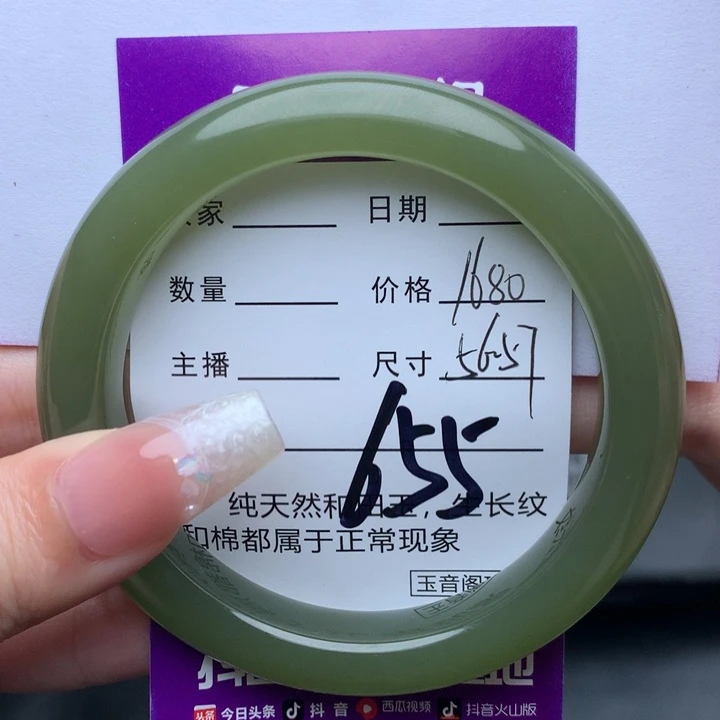 家 日期
数量 价格 1680
主播 尺寸 56.57
655
纯天然和田玉，生长纹
和棉都属于正常现象
玉音阁
头条 今日头条 抖音 西瓜视频 抖音火山版